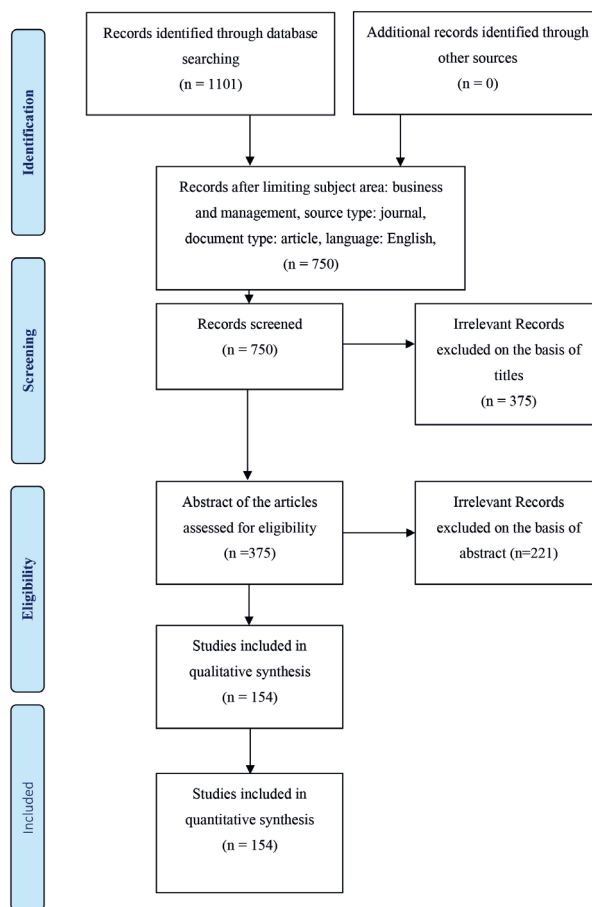 Identification
Records identified through database
searching
(n = 1101)
Additional records identified through
other sources
(n = 0)
Records after limiting subject area: business
and management, source type: journal,
document type: article, language: English,
(n = 750)
Screening
Records screened
(n = 750)
Irrelevant Records
excluded on the basis of
titles
(n = 375)
Eligibility
Abstract of the articles
assessed for eligibility
(n =375)
Irrelevant Records
excluded on the basis of
abstract (n=221)
Studies included in
qualitative synthesis
(n = 154)
Included
Studies included in
quantitative synthesis
(n = 154)